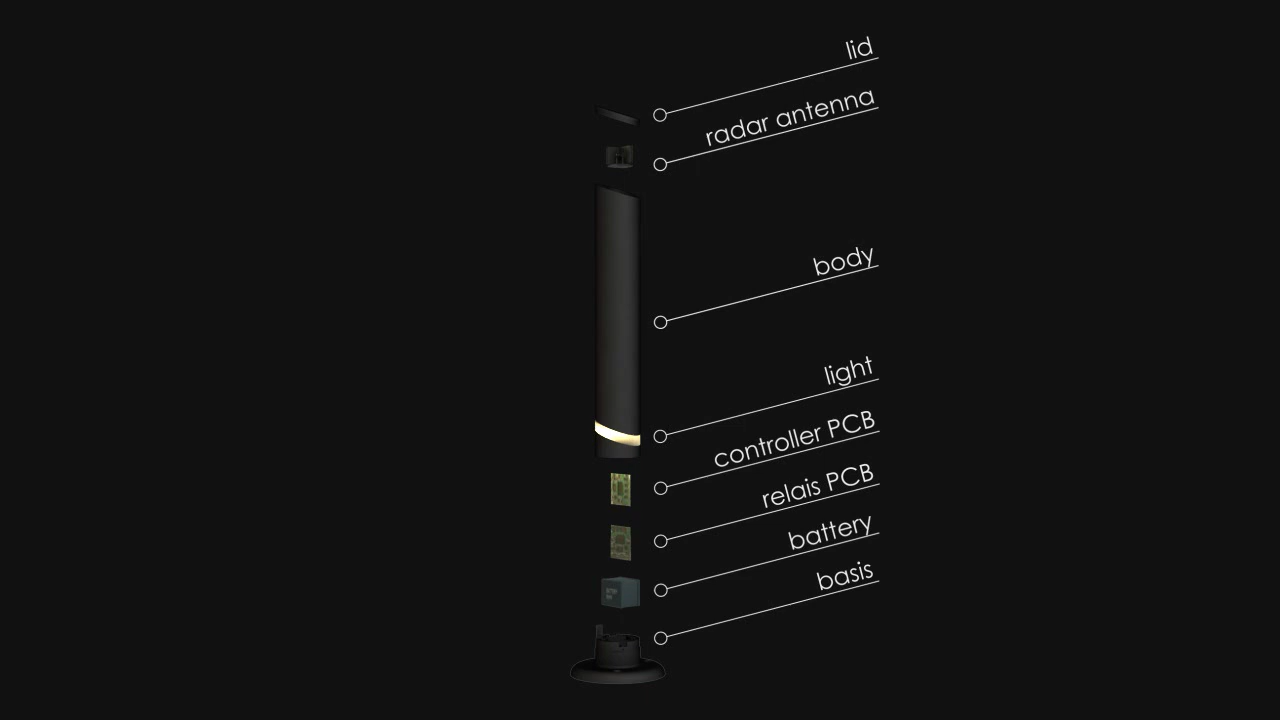 lid
radar antenna
body
light
controller PCB
relais PCB
battery
basis